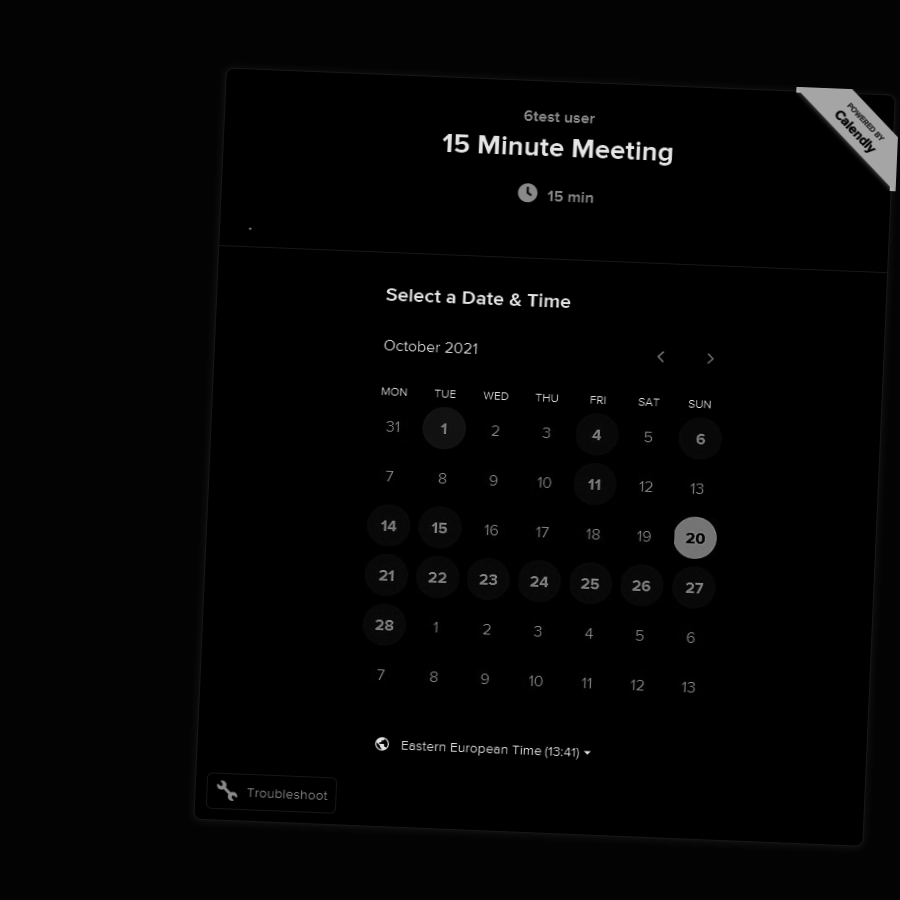 POWERED BY
Calendly
6test user
15 Minute Meeting
15 min
Select a Date & Time
October 2021
MON TUE WED THU FRI SAT SUN
31 1 2 3 4 5 6
7 8 9 10 11 12 13
14 15 16 17 18 19 20
21 22 23 24 25 26 27
28 1 2 3 4 5 6
7 8 9 10 11 12 13
Eastern European Time (13:41)
Troubleshoot